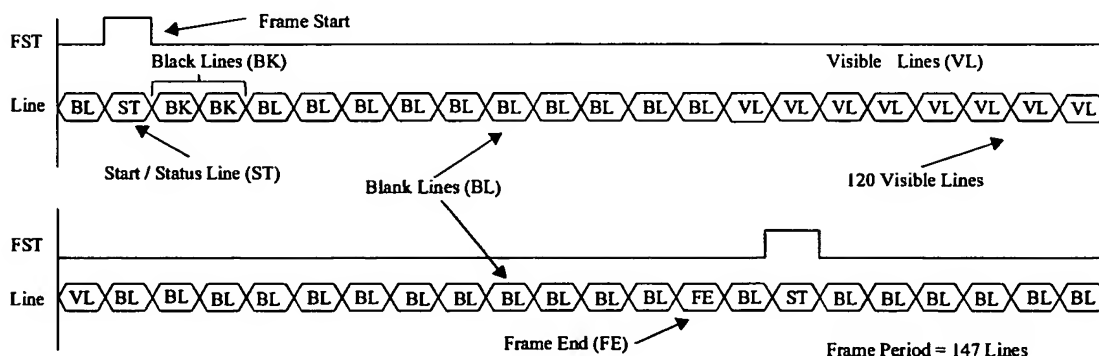 Frame Start
FST
Black Lines (BK)
Visible Lines (VL)
Line BL ST BK BK BL BL BL BL BL BL BL BL BL BL VL VL VL VL VL VL VL VL
Start / Status Line (ST)
Blank Lines (BL)
120 Visible Lines
FST
Line VL BL BL BL BL BL BL BL BL BL BL BL BL FE BL ST BL BL BL BL BL BL
Frame End (FE)
Frame Period = 147 Lines